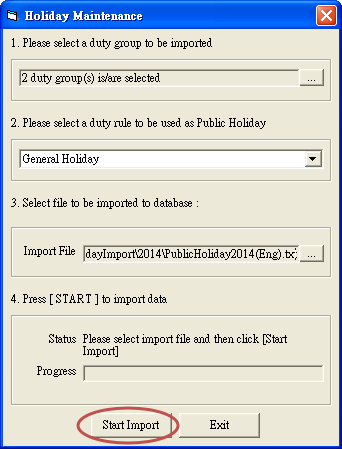 Holiday Maintenance
1. Please select a duty group to be imported
2 duty group(s) is/are selected
...
2. Please select a duty rule to be used as Public Holiday
General Holiday
3. Select file to be imported to database :
Import File
dayImport\2014\PublicHoliday2014(Eng).tx
...
4. Press [ START ] to import data
Status
Please select import file and then click [Start
Import]
Progress
Start Import
Exit